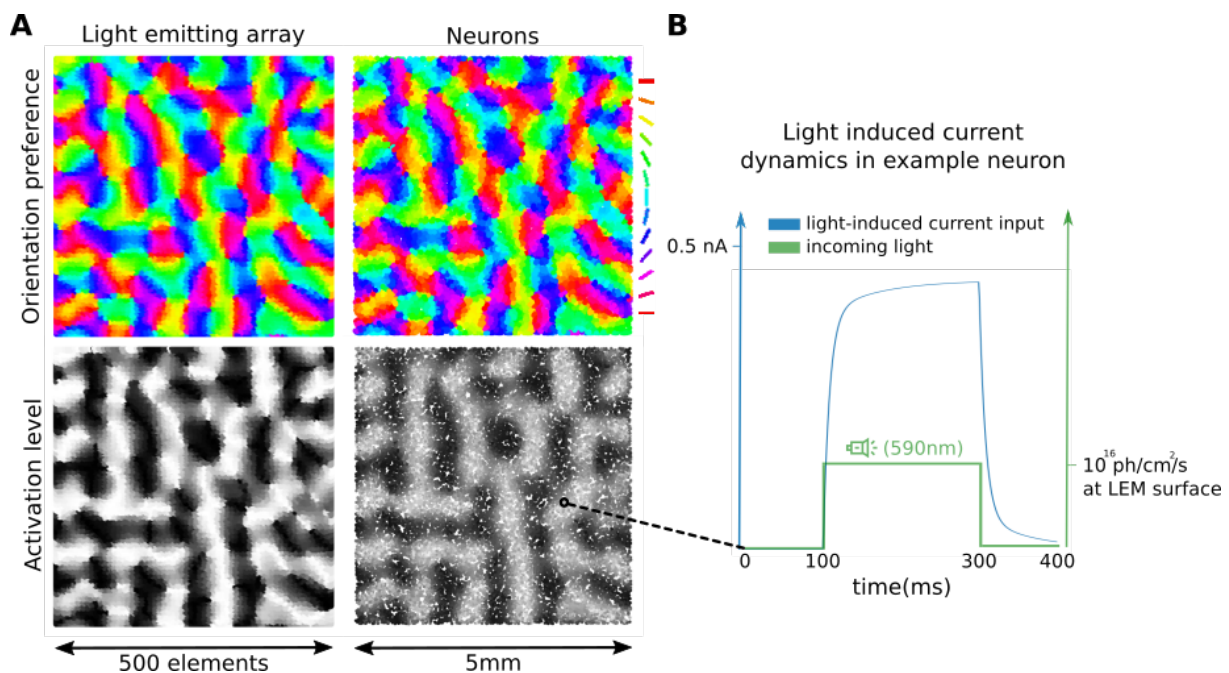 A
Light emitting array
Neurons
B
Orientation preference
Activation level
500 elements
5mm
Light induced current
dynamics in example neuron
light-induced current input
incoming light
0.5 nA
(590nm)
10¹⁶ph/cm²/s
at LEM surface
0 100 300 400
time(ms)